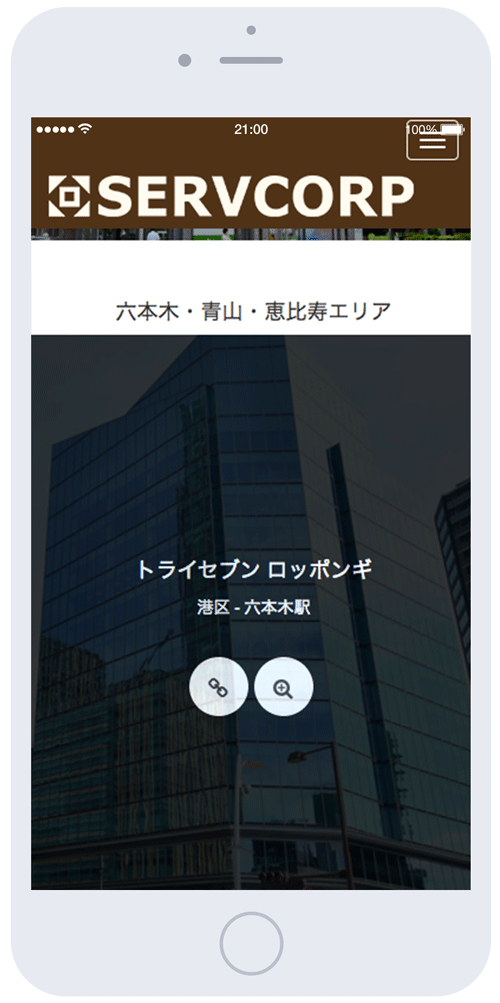 21:00
100%
SERVCORP
六本木・青山・恵比寿エリア
トライセブン ロッポンギ
港区 - 六本木駅